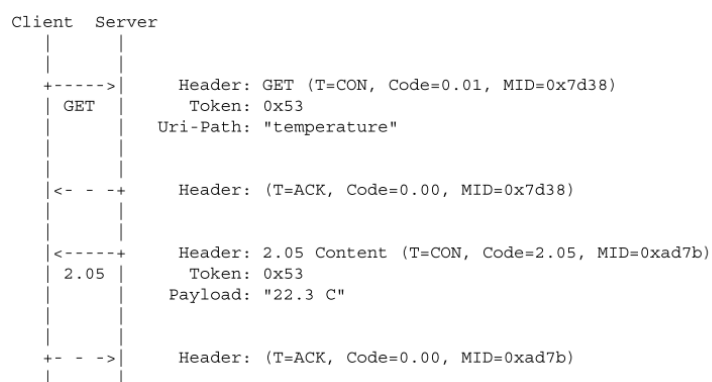 Client  Server
   |      |
   |      |
   +----->|     Header: GET (T=CON, Code=0.01, MID=0x7d38)
   | GET  |      Token: 0x53
   |      |   Uri-Path: "temperature"
   |      |
   |      |
   |<- - -+     Header: (T=ACK, Code=0.00, MID=0x7d38)
   |      |
   |      |
   |<-----+     Header: 2.05 Content (T=CON, Code=2.05, MID=0xad7b)
   | 2.05 |      Token: 0x53
   |      |    Payload: "22.3 C"
   |      |
   |      |
   +- - ->|     Header: (T=ACK, Code=0.00, MID=0xad7b)
   |      |